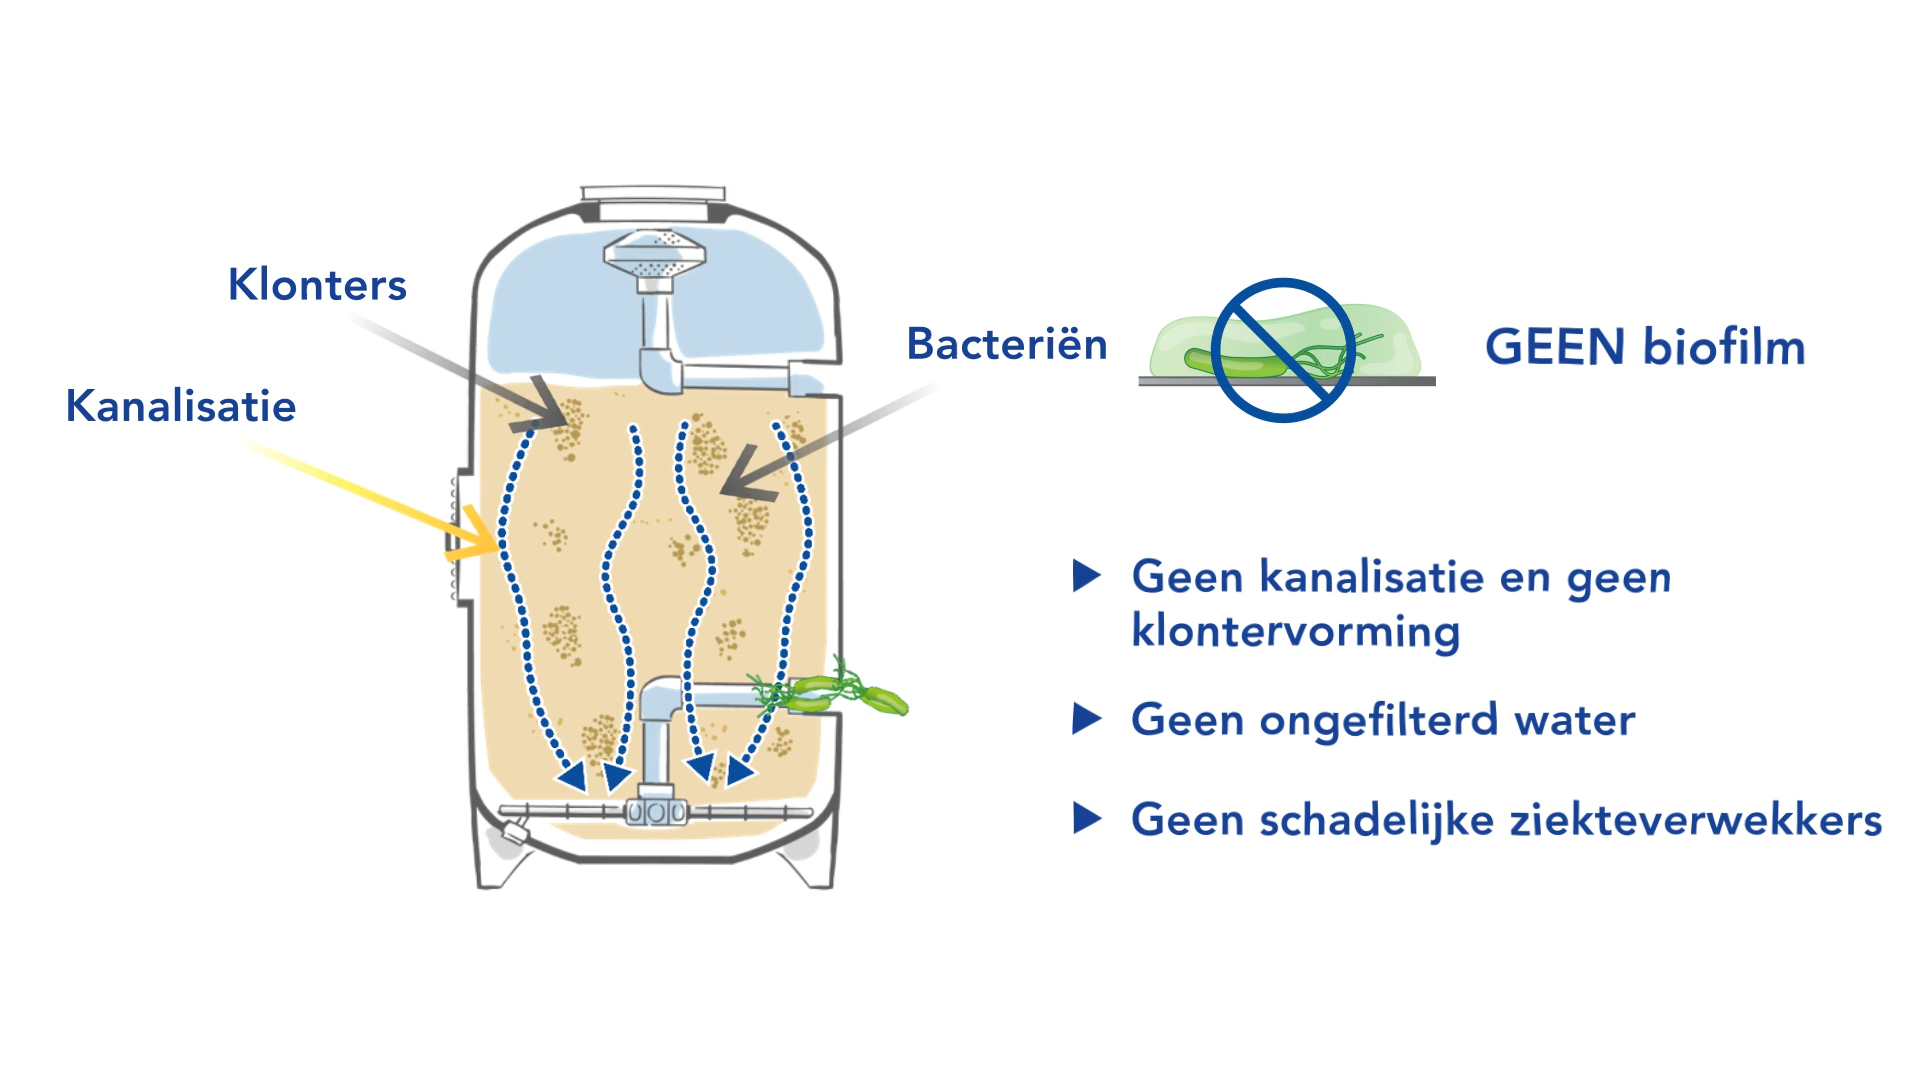 Klonters
Kanalisatie
Bacteriën
GEEN biofilm
Geen kanalisatie en geen
klontervorming
Geen ongefilterd water
Geen schadelijke ziekteverwekkers